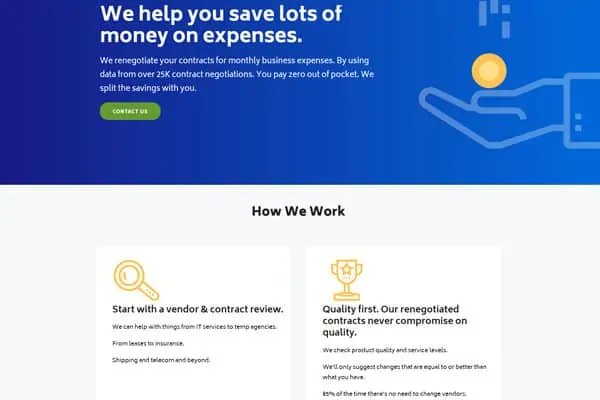 We help you save lots of
money on expenses.
We renegotiate your contracts for monthly business expenses. By using
data from over 25K contract negotiations. You pay zero out of pocket. We
split the savings with you.
CONTACT US
How We Work
Start with a vendor & contract review.
We can help with things from IT services to temp agencies.
From leases to insurance.
Shipping and telecom and beyond.
Quality first. Our renegotiated
contracts never compromise on
quality.
We check product quality and service levels.
We'll only suggest changes that are equal to or better than
what you have.
85% of the time there's no need to change vendors.